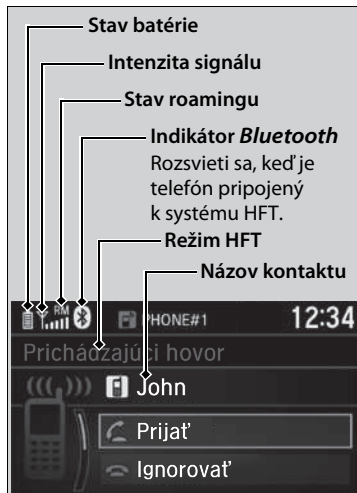 Stav batérie
Intenzita signálu
Stav roamingu
Indikátor Bluetooth
Rozsvieti sa, keď je
telefón pripojený
k systému HFT.
Režim HFT
Názov kontaktu
RM PHONE#1 12:34
Prichádzajúci hovor
John
Prijať
Ignorovať